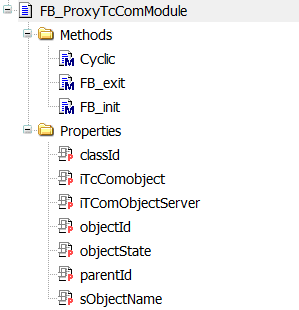 FB_ProxyTcComModule
Methods
Cyclic
FB_exit
FB_init
Properties
classId
iTcComobject
iTComObjectServer
objectId
objectState
parentId
sObjectName